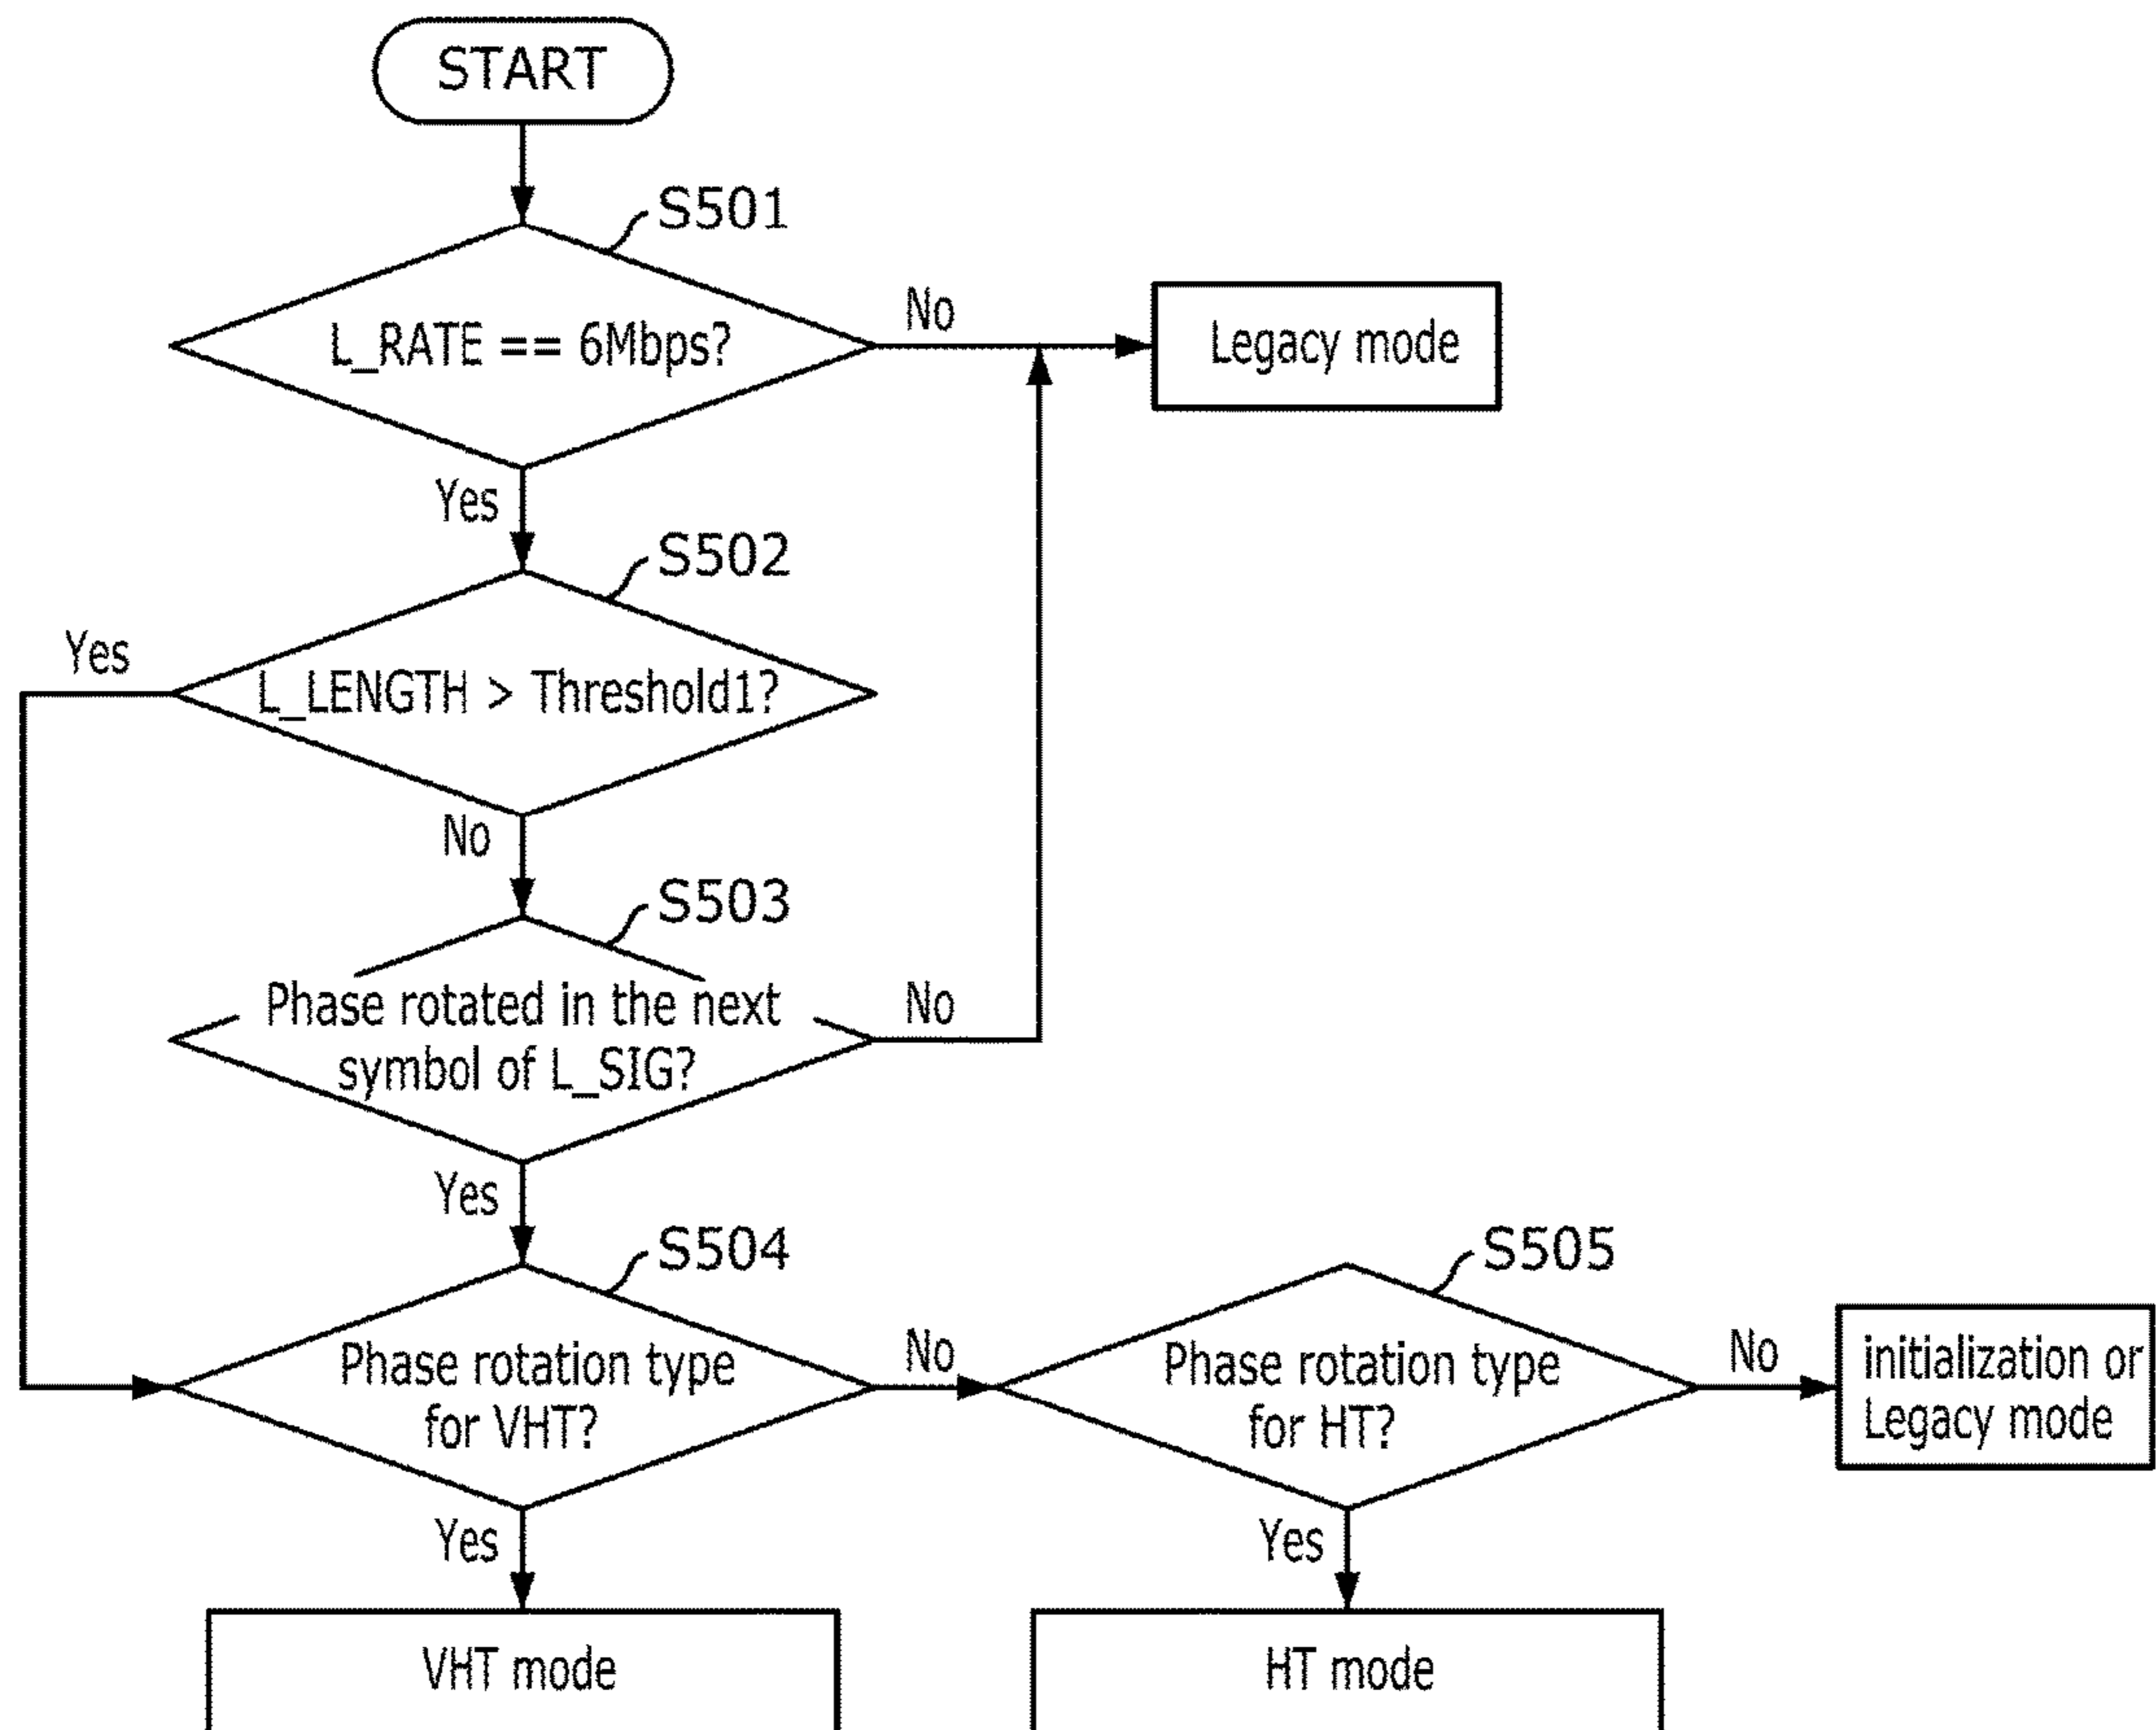 START
S501
L_RATE == 6Mbps?
No
Legacy mode
Yes
S502
Yes
L_LENGTH > Threshold1?
No
S503
Phase rotated in the next
symbol of L_SIG?
No
Yes
S504
S505
Phase rotation type
for VHT?
No
Phase rotation type
for HT?
No
initialization or
Legacy mode
Yes
Yes
VHT mode
HT mode